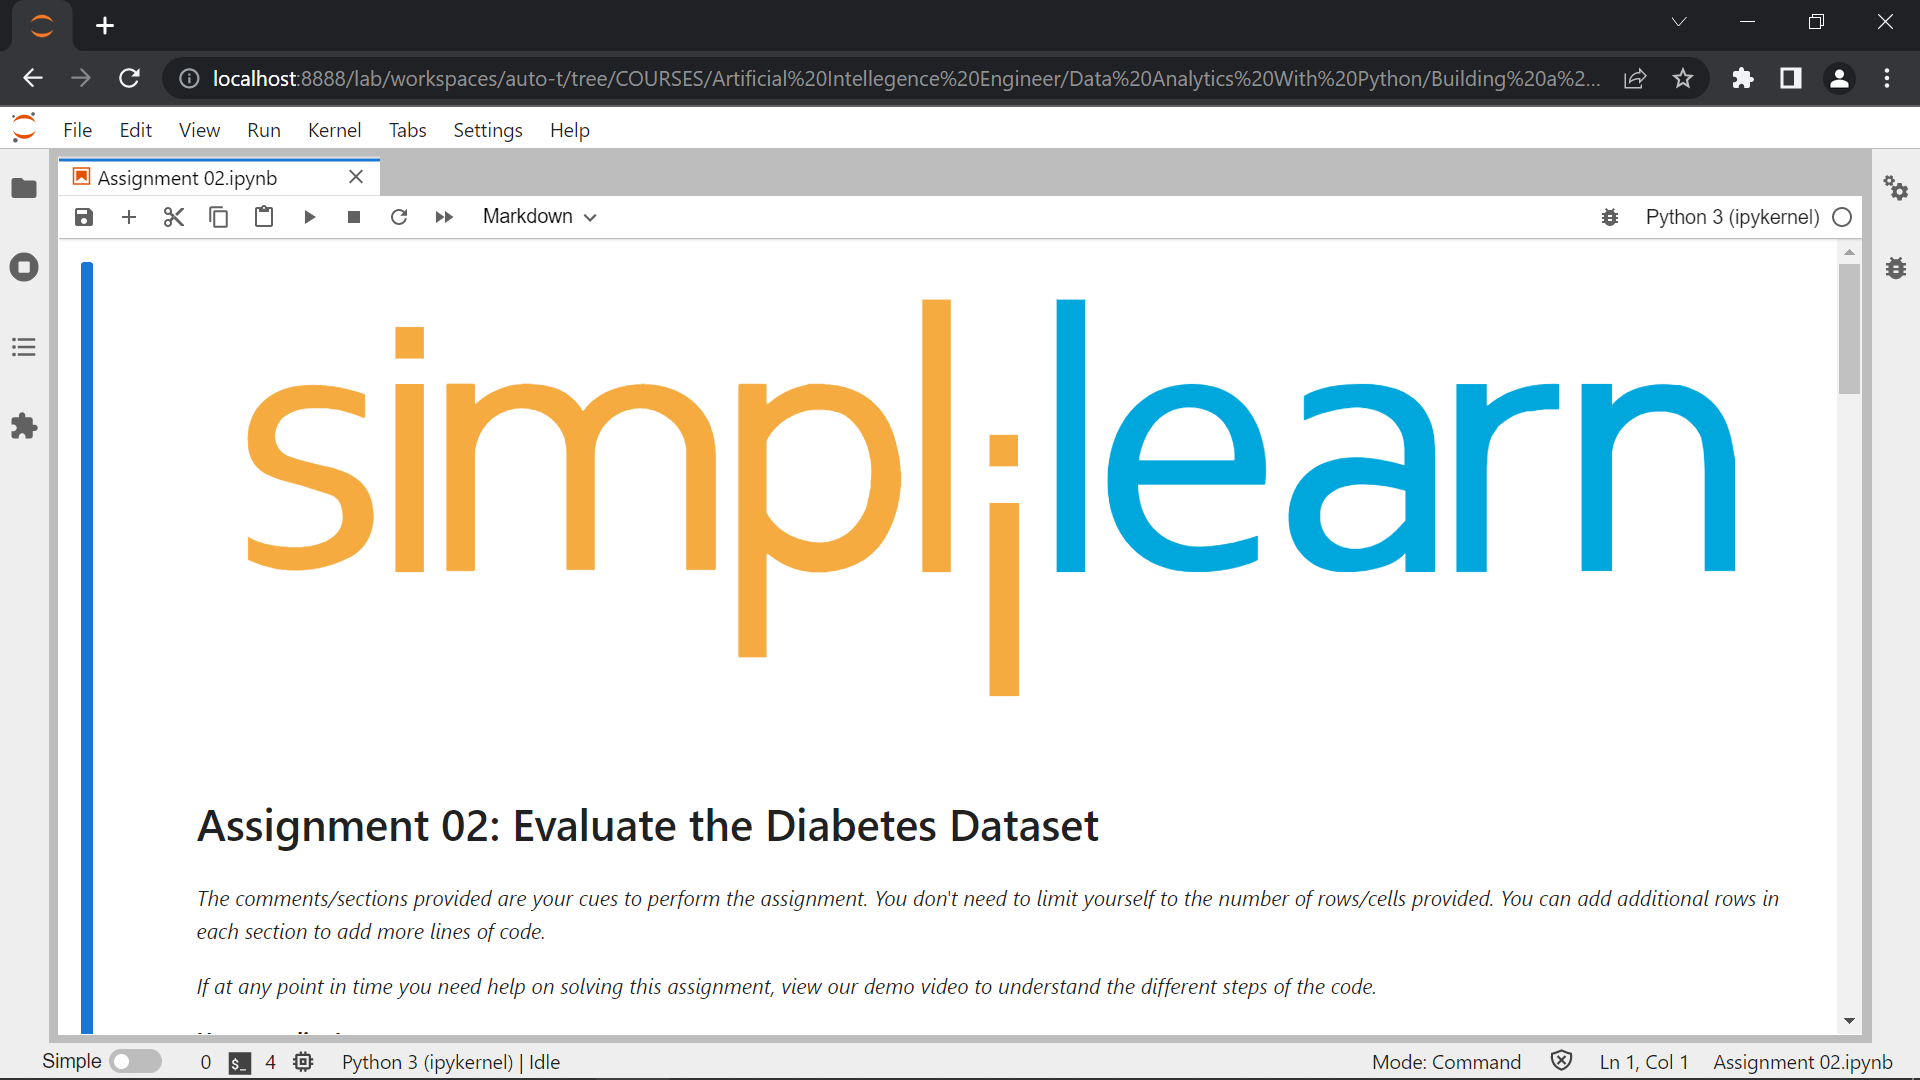 localhost:8888/lab/workspaces/auto-t/tree/COURSES/Artificial%20Intellegence%20Engineer/Data%20Analytics%20With%20Python/Building%20a%2...
File Edit View Run Kernel Tabs Settings Help
Assignment 02.ipynb
Markdown Python 3 (ipykernel)
simplilearn
Assignment 02: Evaluate the Diabetes Dataset
The comments/sections provided are your cues to perform the assignment. You don't need to limit yourself to the number of rows/cells provided. You can add additional rows in
each section to add more lines of code.
If at any point in time you need help on solving this assignment, view our demo video to understand the different steps of the code.
Simple 0 $_ 4 Python 3 (ipykernel) | Idle Mode: Command Ln 1, Col 1 Assignment 02.ipynb